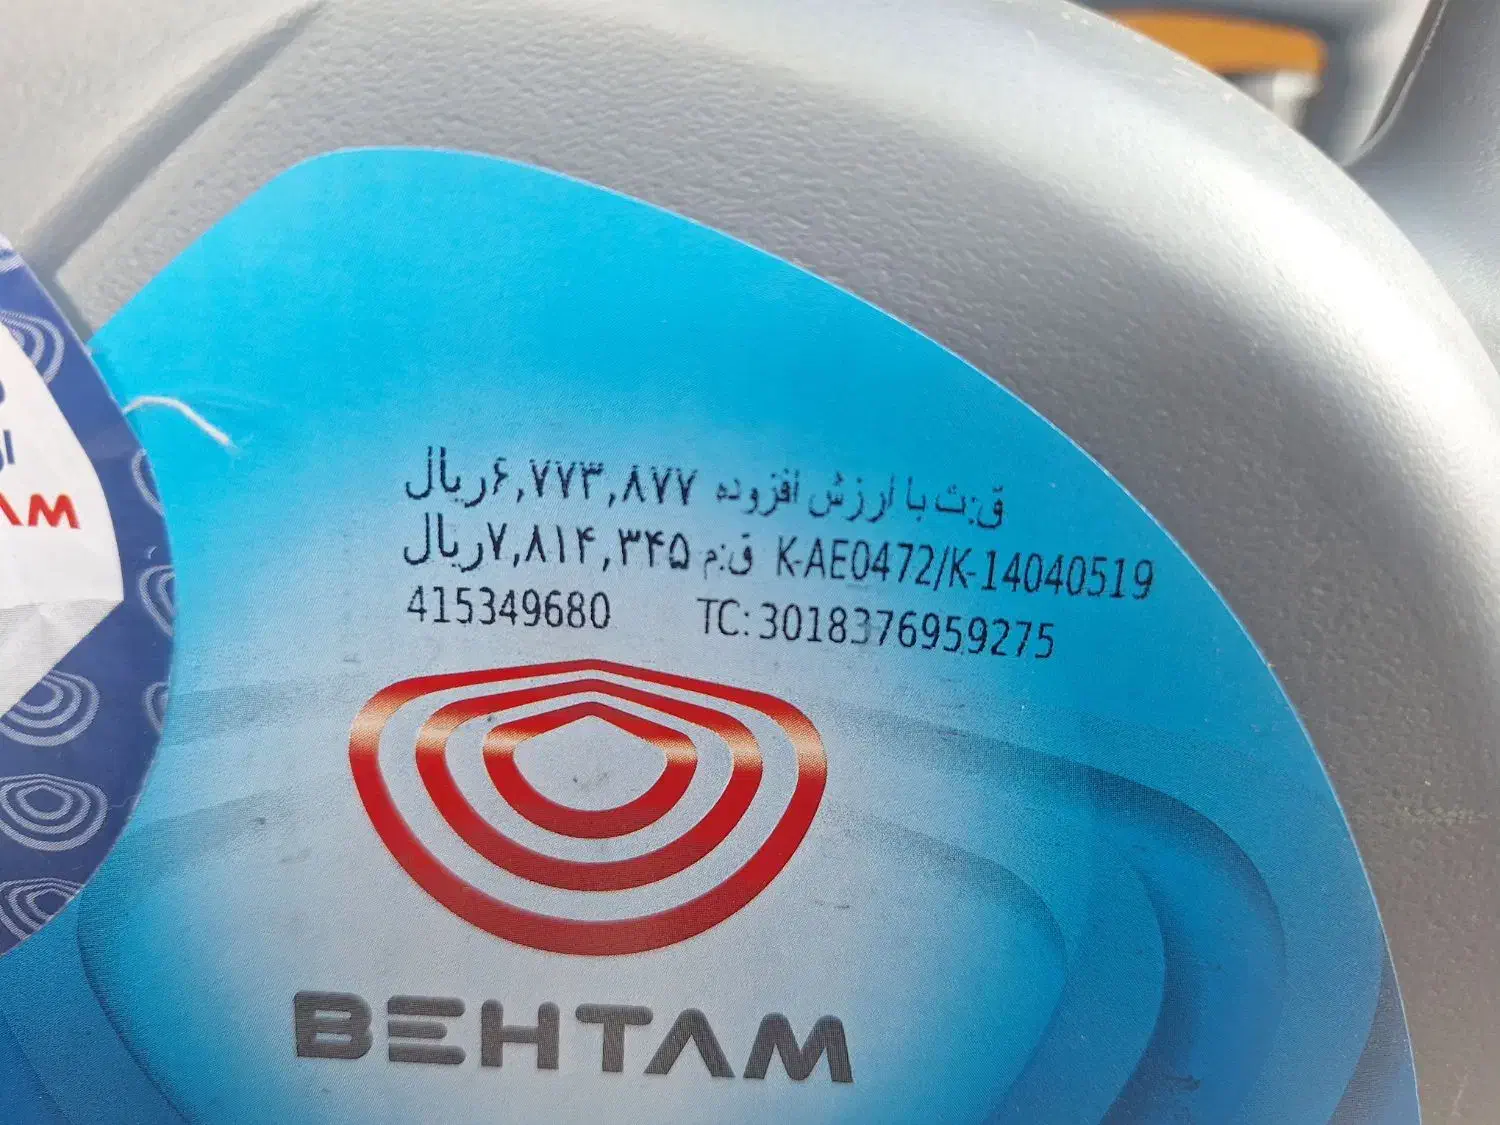 ق:ت با ارزش افزوده ۶,۷۷۳,۸۷۷ریال
K-AE0472/K-14040519 ق:م ۷,۸۱۴,۳۴۵ریال
415349680 TC:3018376959275
BEHTAM